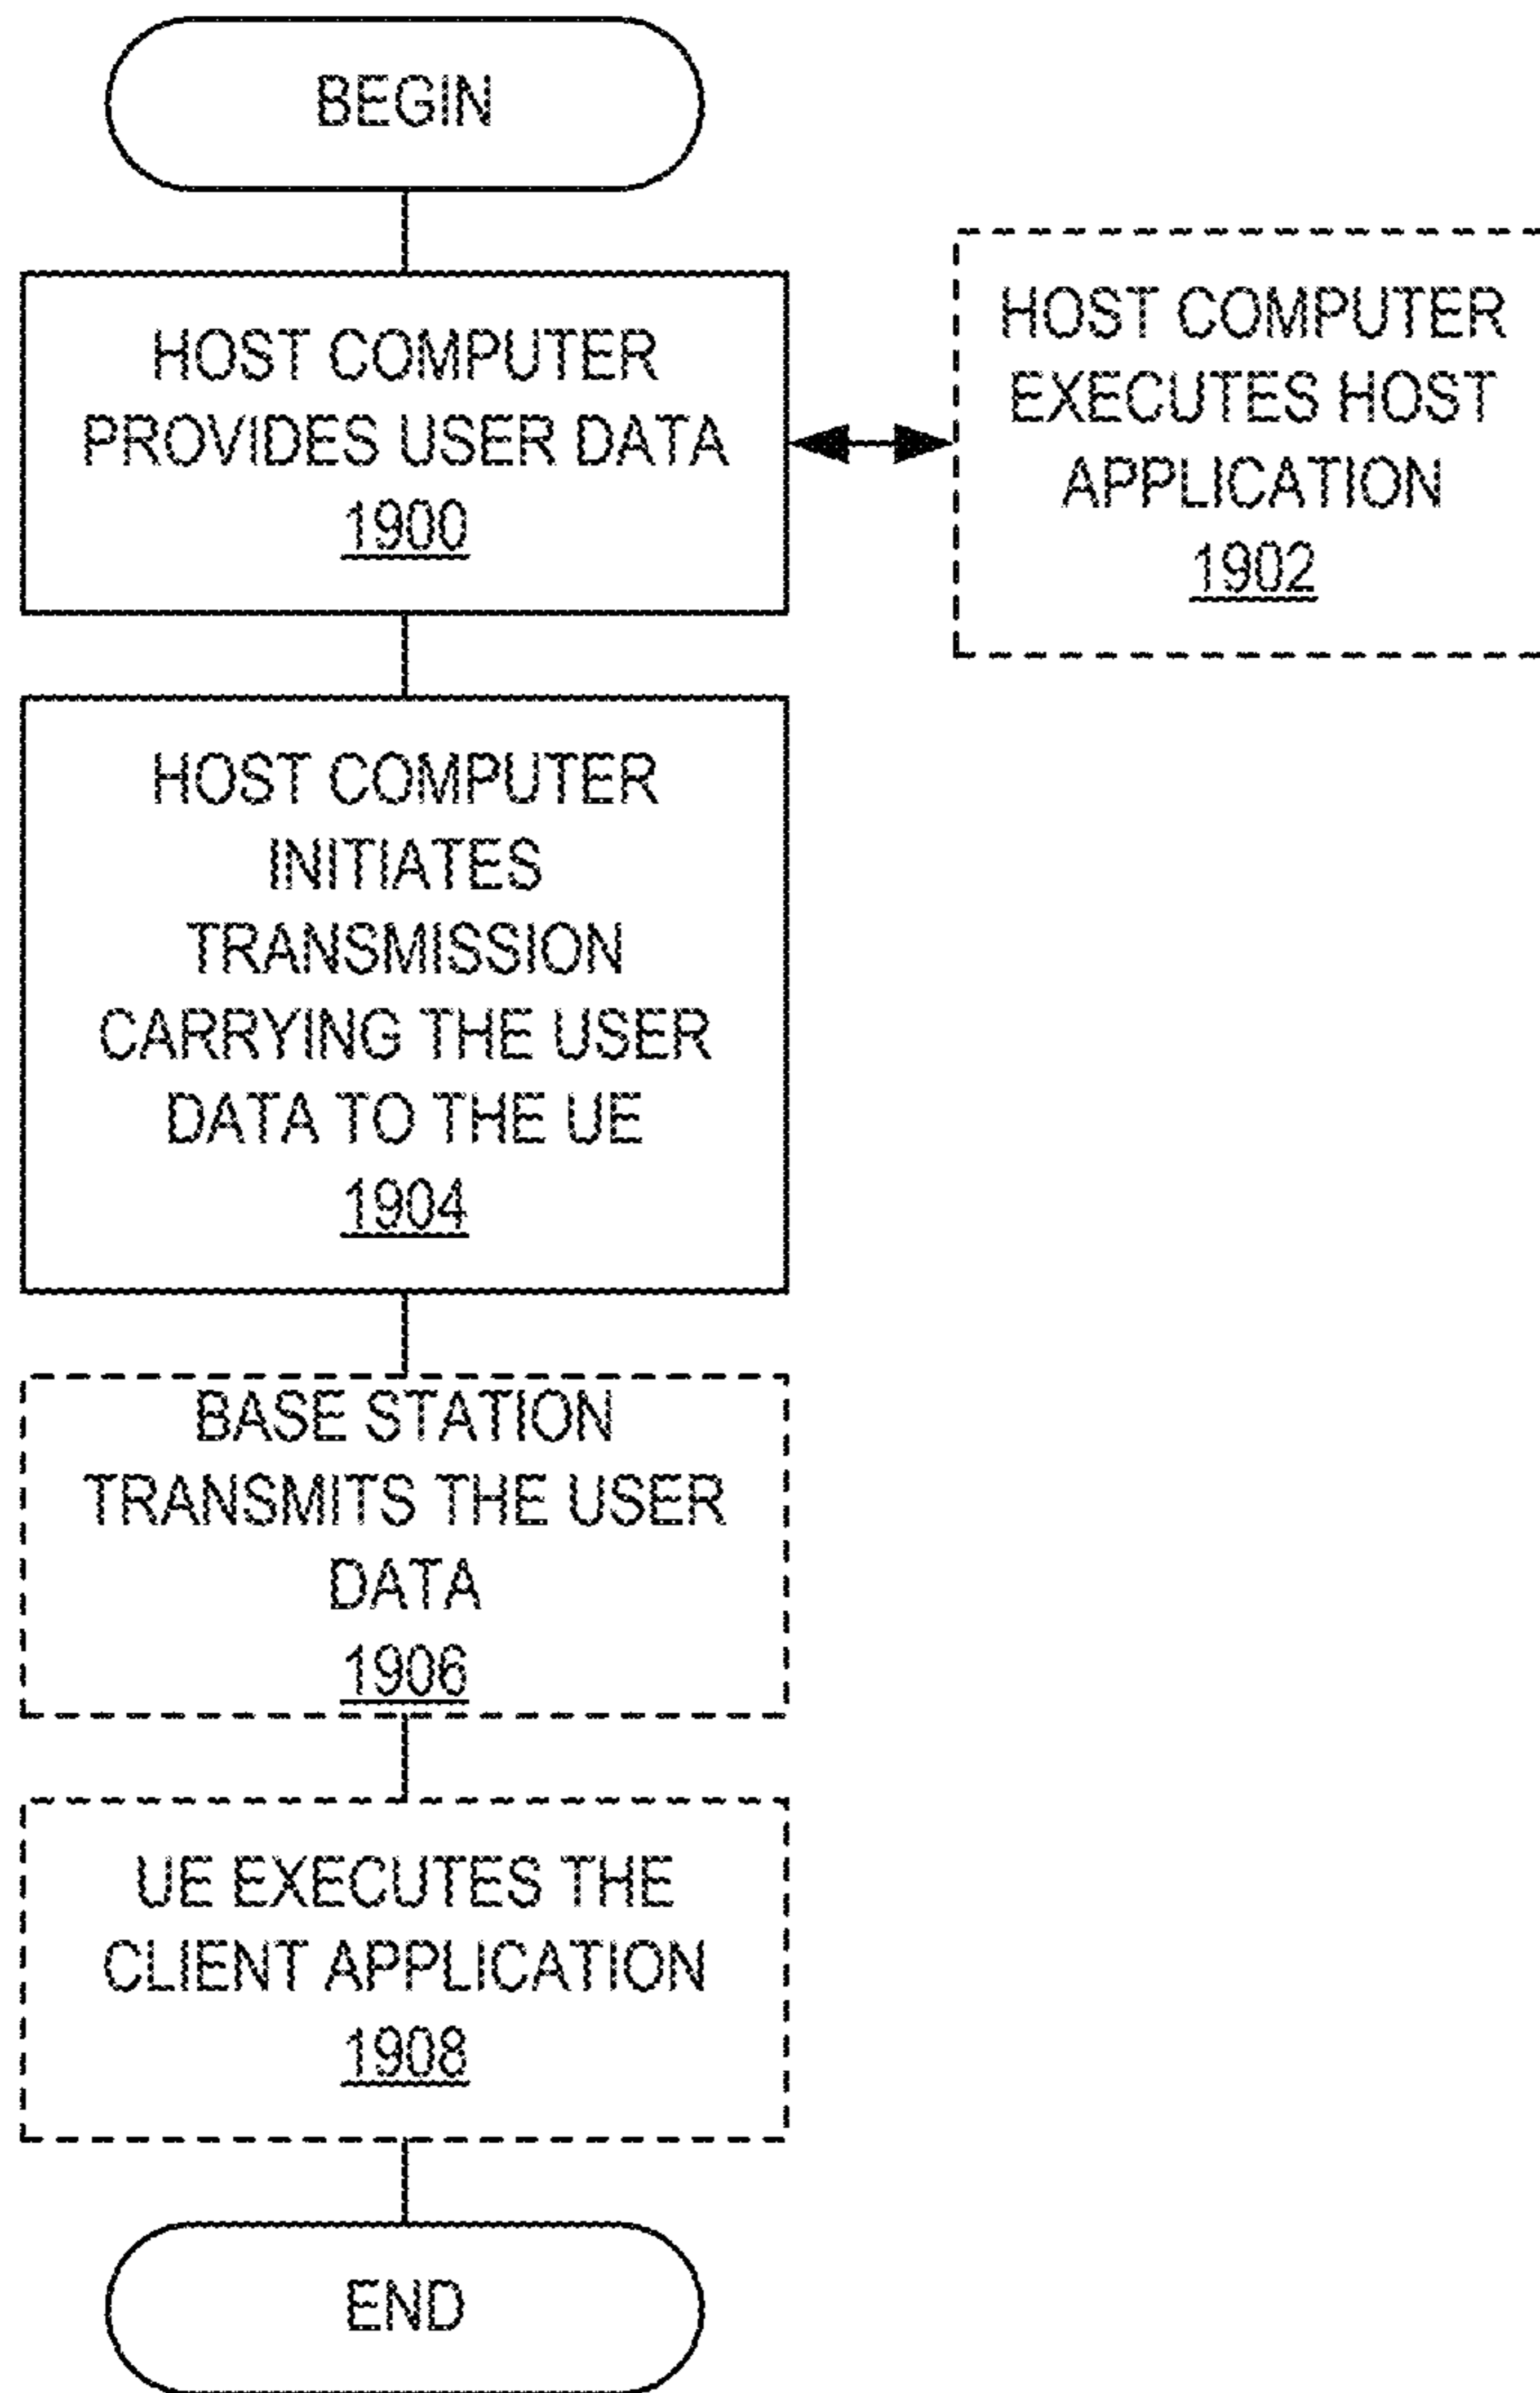 BEGIN
HOST COMPUTER
PROVIDES USER DATA
1900
HOST COMPUTER
EXECUTES HOST
APPLICATION
1902
HOST COMPUTER
INITIATES
TRANSMISSION
CARRYING THE USER
DATA TO THE UE
1904
BASE STATION
TRANSMITS THE USER
DATA
1906
UE EXECUTES THE
CLIENT APPLICATION
1908
END